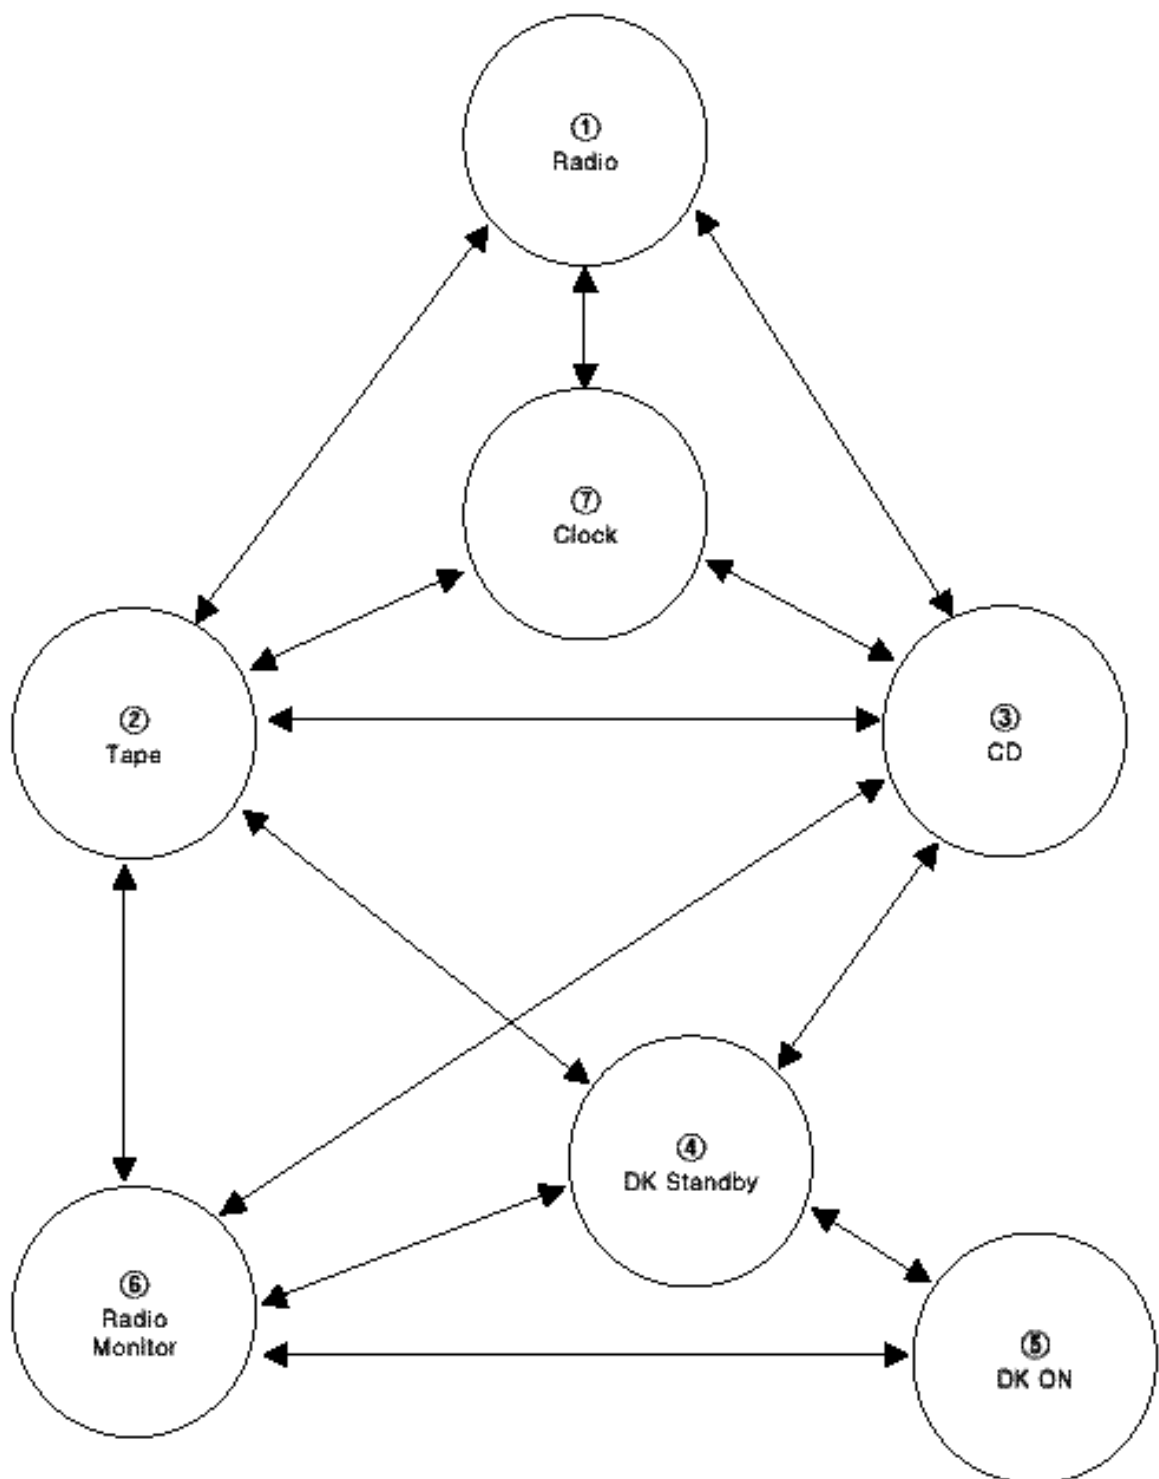 ①
Radio
⑦
Clock
②
Tape
③
CD
④
DK Standby
⑥
Radio
Monitor
⑤
DK ON